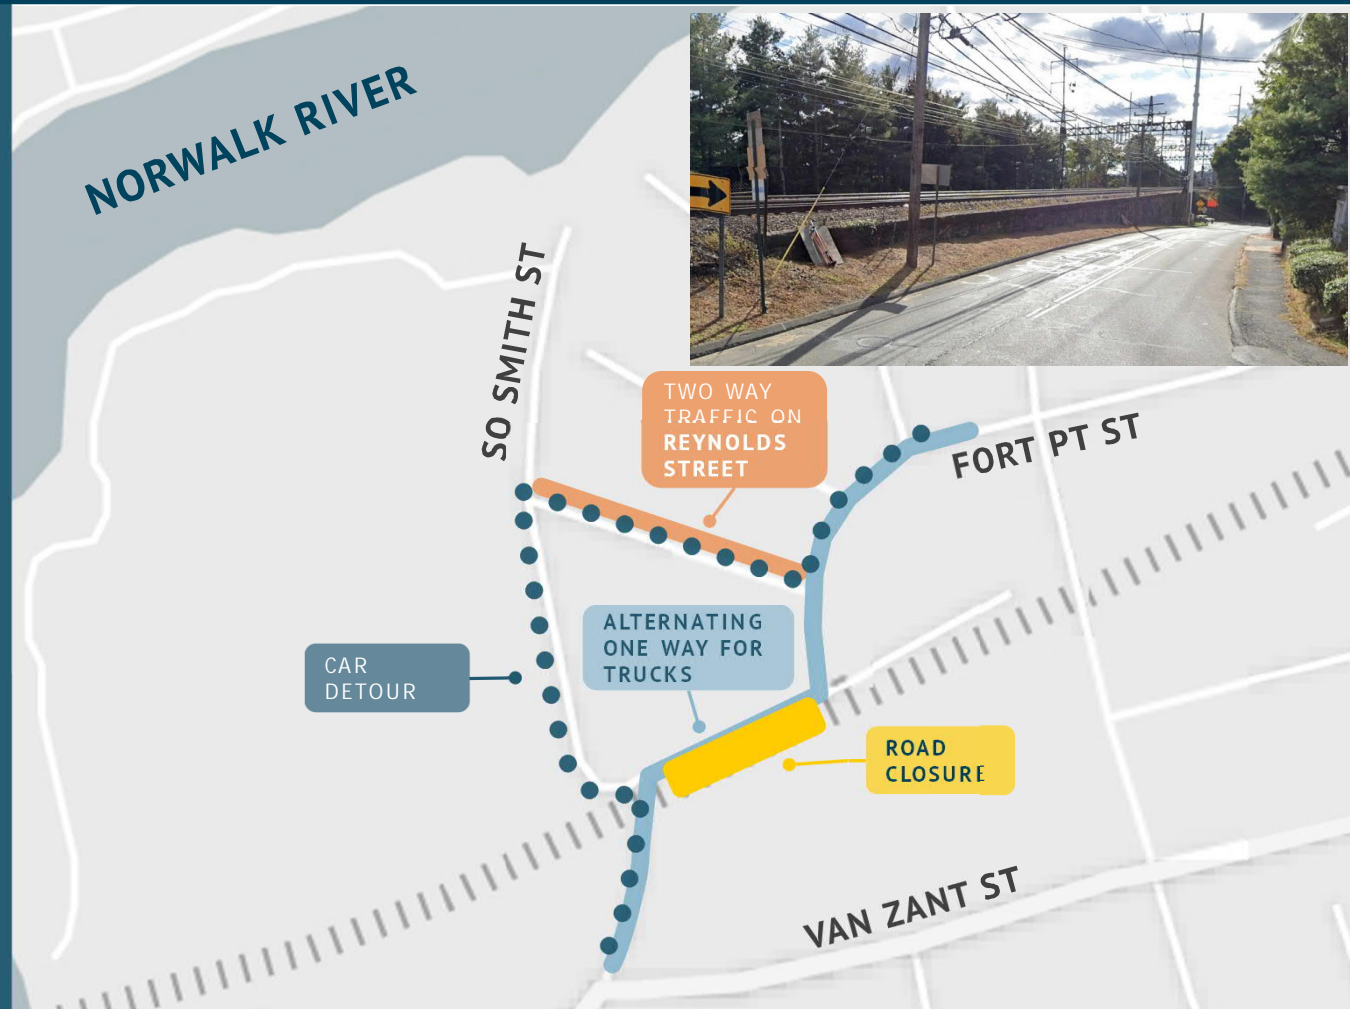 NORWALK RIVER
SO SMITH ST
TWO WAY
TRAFFIC ON
REYNOLDS
STREET
FORT PT ST
ALTERNATING
ONE WAY FOR
TRUCKS
CAR
DETOUR
ROAD
CLOSURE
VAN ZANT ST